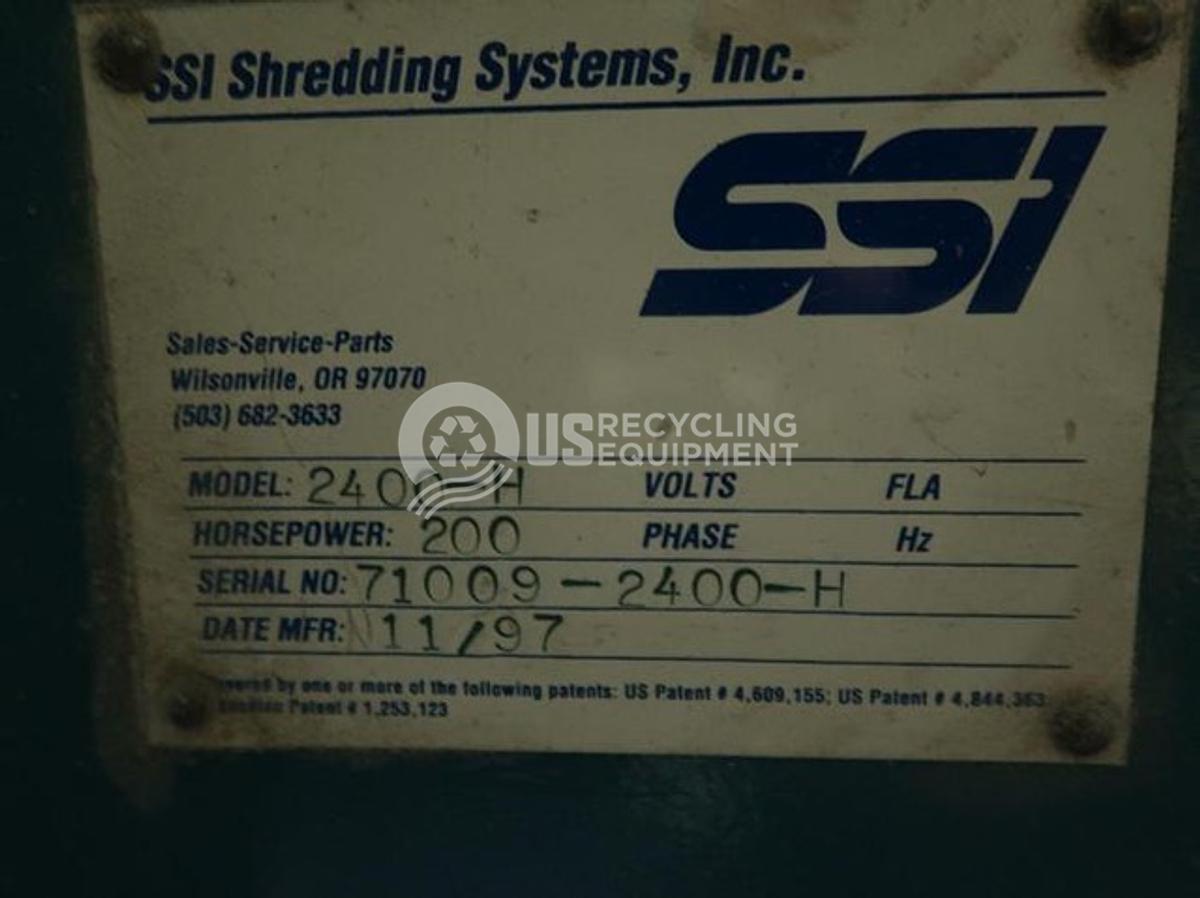 SSI Shredding Systems, Inc.
SSI
Sales-Service-Parts
Wilsonville, OR 97070
(503) 682-3633
US RECYCLING
EQUIPMENT
MODEL: 2400-H VOLTS FLA
HORSEPOWER: 200 PHASE Hz
SERIAL NO: 71009-2400-H
DATE MFR: 11/97
by one or more of the following patents: US Patent # 4,609,155; US Patent # 4,844,363
Patent # 1,253,123